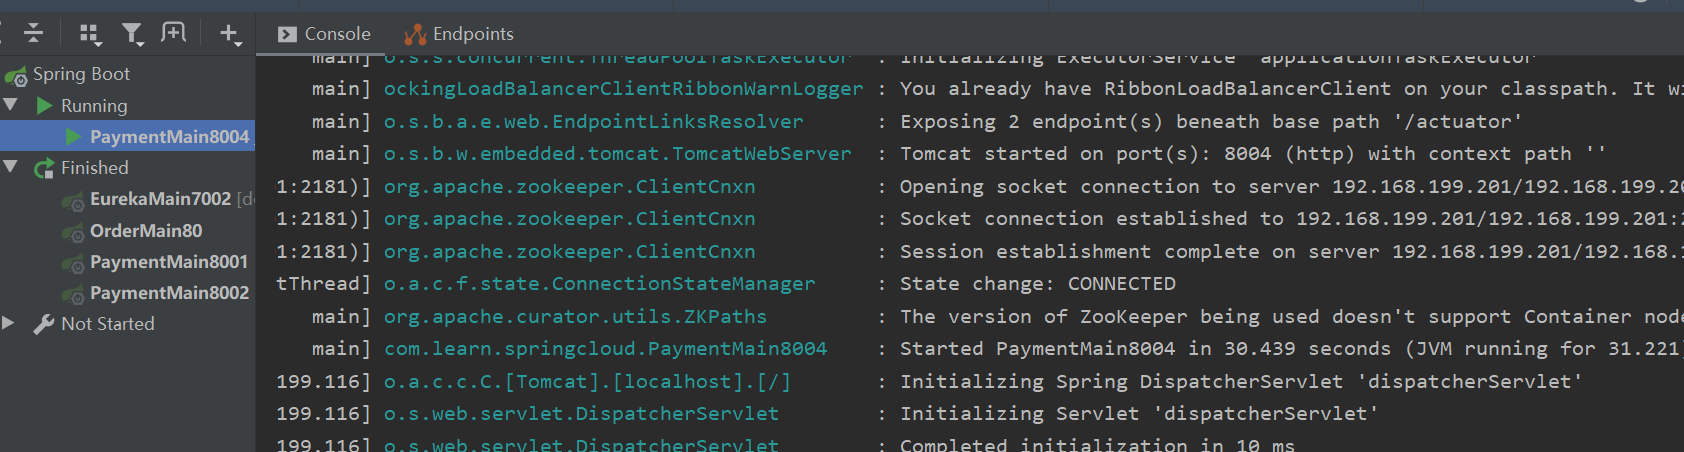 Console
Endpoints
Spring Boot
Running
PaymentMain8004
Finished
EurekaMain7002 [d
OrderMain80
PaymentMain8001
PaymentMain8002
Not Started
main] o.s.s.concurrent.ThreadPoolTaskExecutor : Initializing ExecutorService 'applicationTaskExecutor'
main] ockingLoadBalancerClientRibbonWarnLogger : You already have RibbonLoadBalancerClient on your classpath. It wi
main] o.s.b.a.e.web.EndpointLinksResolver : Exposing 2 endpoint(s) beneath base path '/actuator'
main] o.s.b.w.embedded.tomcat.TomcatWebServer : Tomcat started on port(s): 8004 (http) with context path ''
1:2181)] org.apache.zookeeper.ClientCnxn : Opening socket connection to server 192.168.199.201/192.168.199.20
1:2181)] org.apache.zookeeper.ClientCnxn : Socket connection established to 192.168.199.201/192.168.199.201:2
1:2181)] org.apache.zookeeper.ClientCnxn : Session establishment complete on server 192.168.199.201/192.168.1
tThread] o.a.c.f.state.ConnectionStateManager : State change: CONNECTED
main] org.apache.curator.utils.ZKPaths : The version of ZooKeeper being used doesn't support Container node
main] com.learn.springcloud.PaymentMain8004 : Started PaymentMain8004 in 30.439 seconds (JVM running for 31.221)
199.116] o.a.c.c.C.[Tomcat].[localhost].[/] : Initializing Spring DispatcherServlet 'dispatcherServlet'
199.116] o.s.web.servlet.DispatcherServlet : Initializing Servlet 'dispatcherServlet'
199.116] o.s.web.servlet.DispatcherServlet : Completed initialization in 10 ms